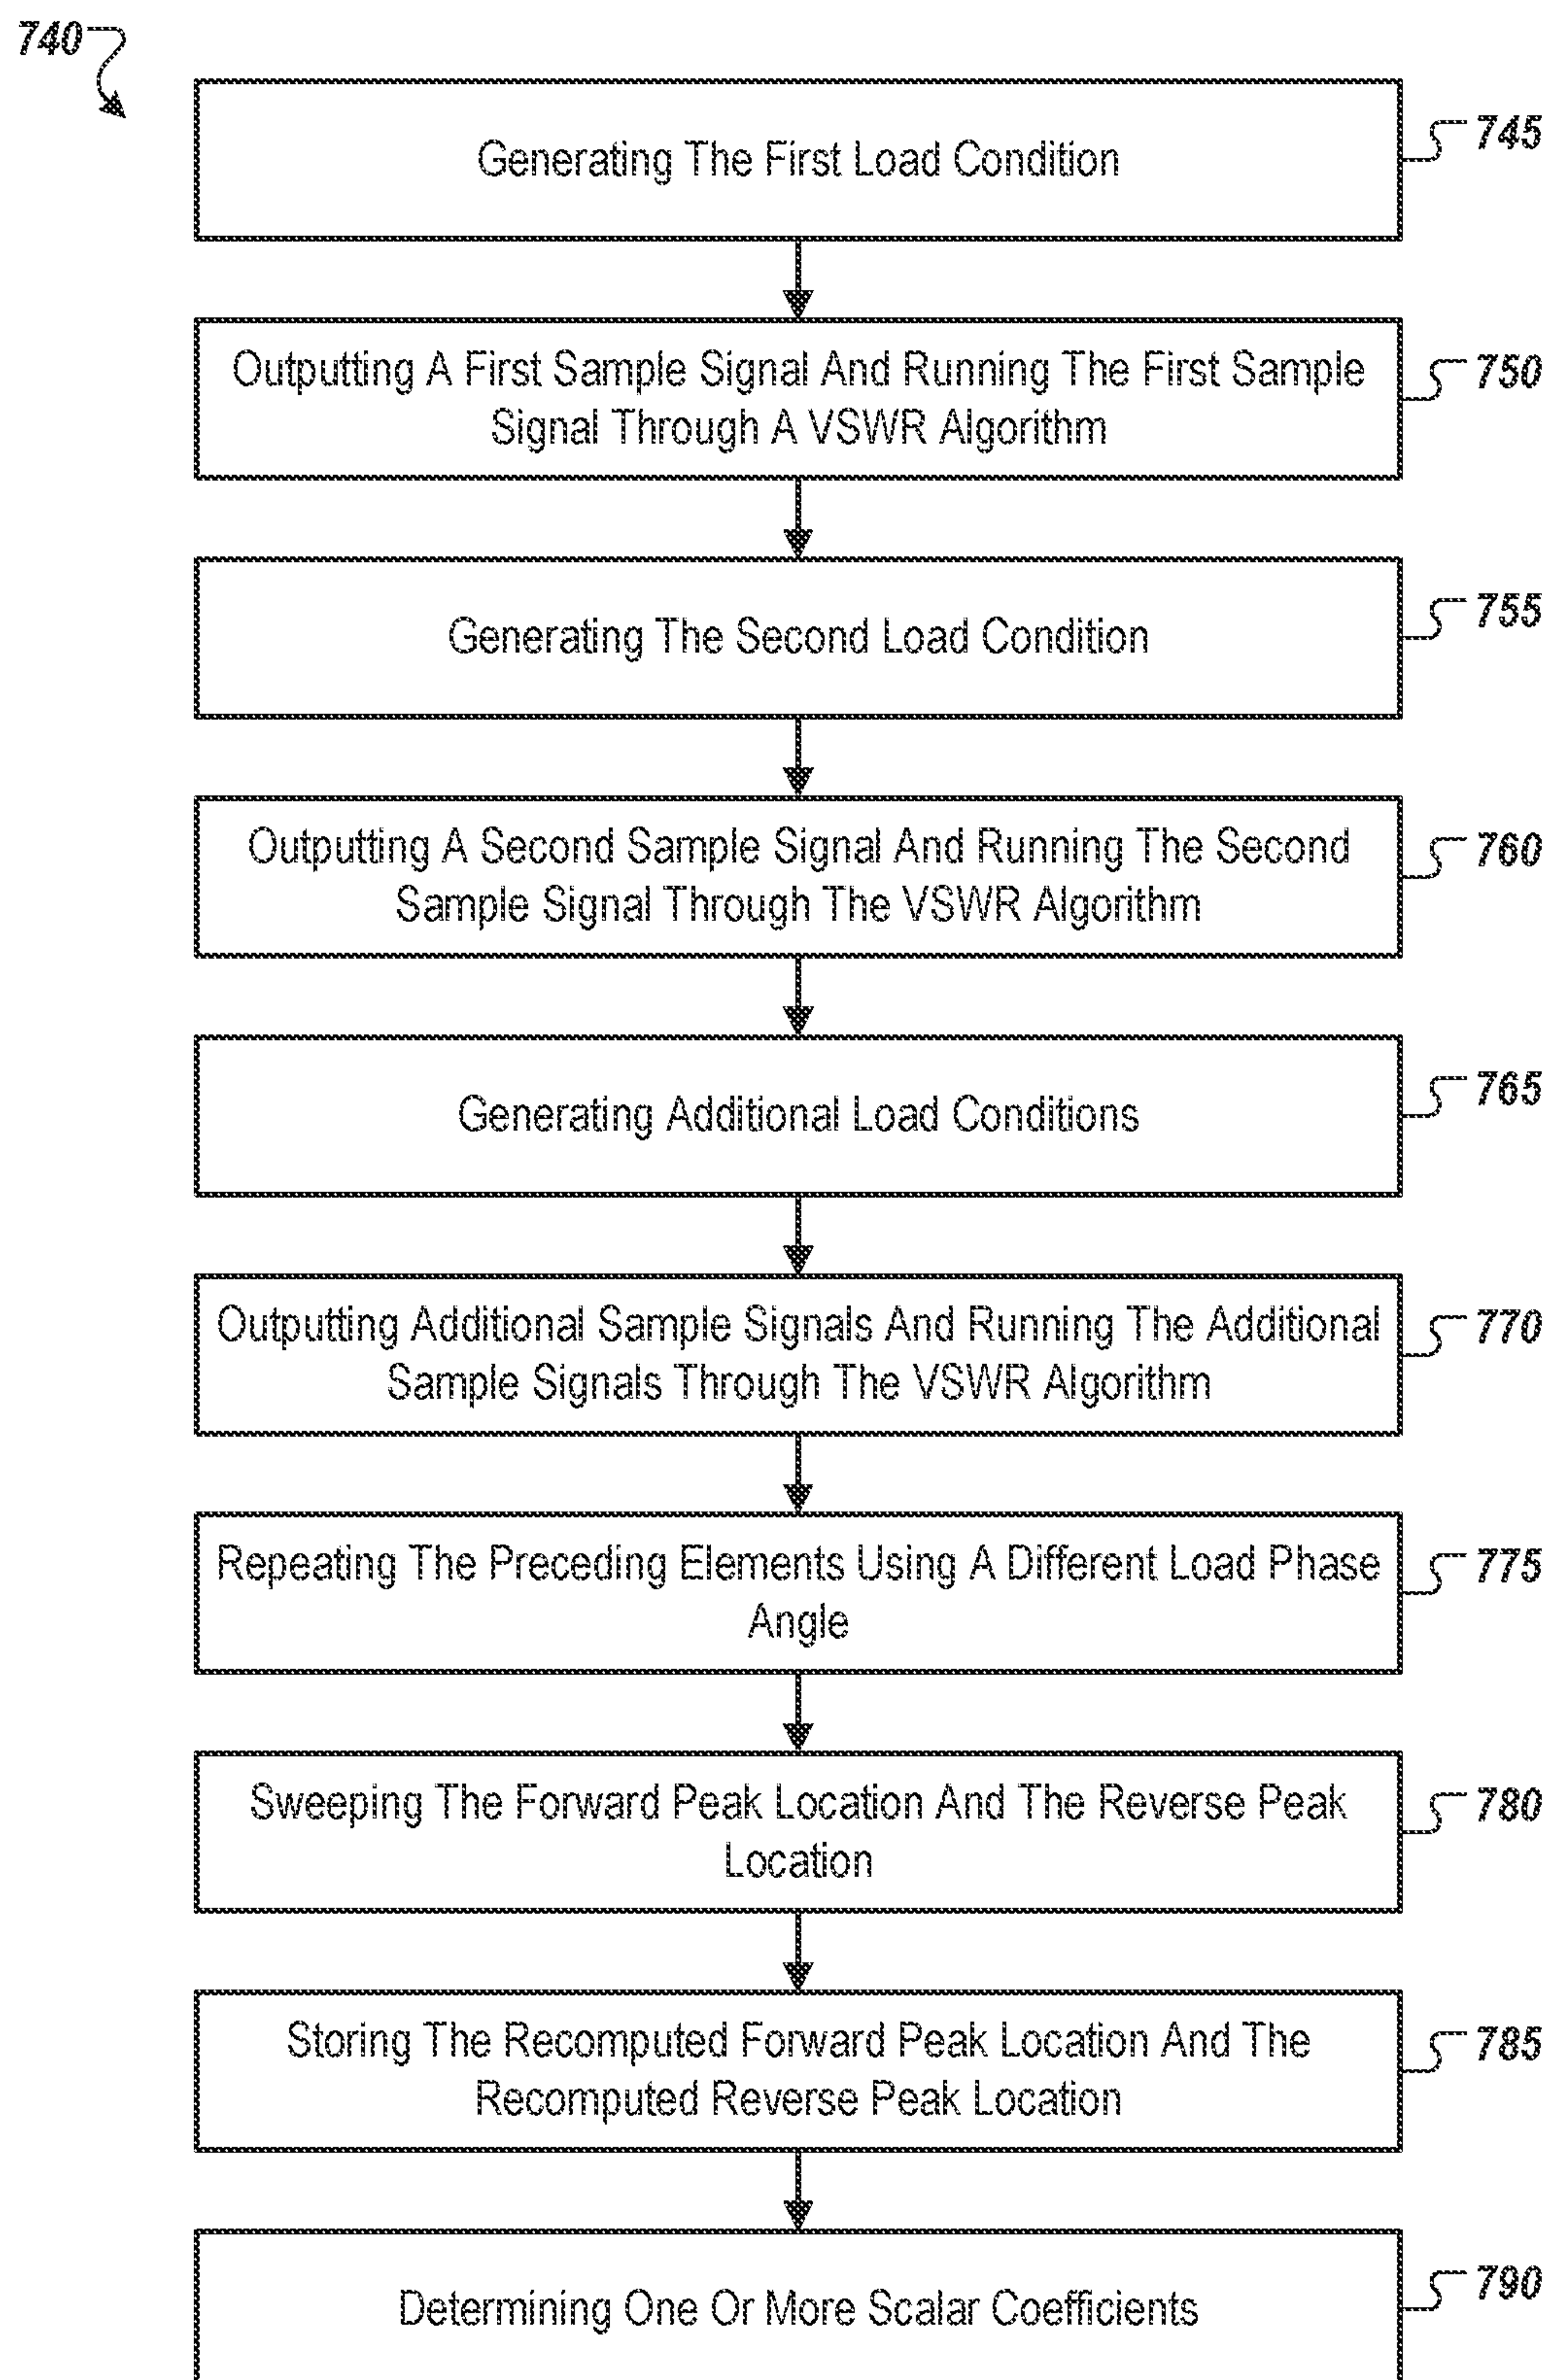 740
Generating The First Load Condition
745
Outputting A First Sample Signal And Running The First Sample
Signal Through A VSWR Algorithm
750
Generating The Second Load Condition
755
Outputting A Second Sample Signal And Running The Second
Sample Signal Through The VSWR Algorithm
760
Generating Additional Load Conditions
765
Outputting Additional Sample Signals And Running The Additional
Sample Signals Through The VSWR Algorithm
770
Repeating The Preceding Elements Using A Different Load Phase
Angle
775
Sweeping The Forward Peak Location And The Reverse Peak
Location
780
Storing The Recomputed Forward Peak Location And The
Recomputed Reverse Peak Location
785
Determining One Or More Scalar Coefficients
790